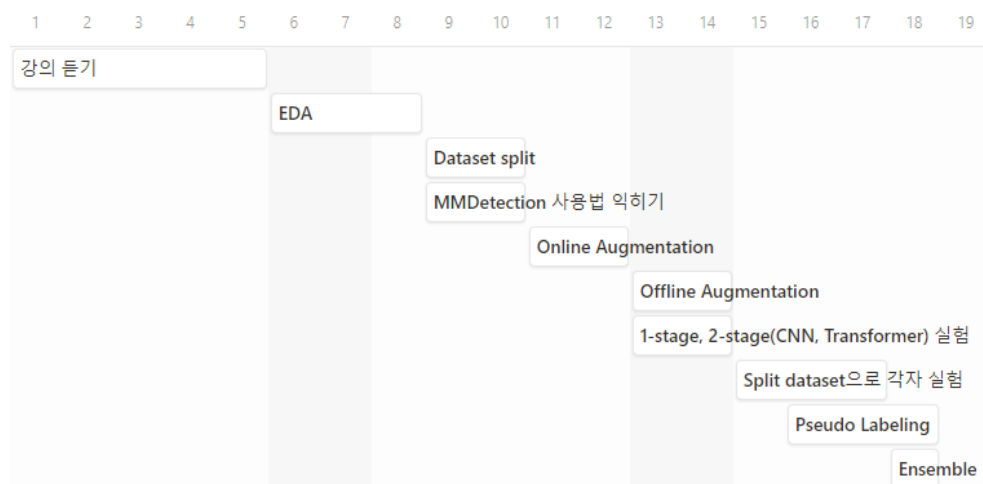 1 2 3 4 5 6 7 8 9 10 11 12 13 14 15 16 17 18 19
강의 듣기
EDA
Dataset split
MMDetection 사용법 익히기
Online Augmentation
Offline Augmentation
1-stage, 2-stage(CNN, Transformer) 실험
Split dataset으로 각자 실험
Pseudo Labeling
Ensemble